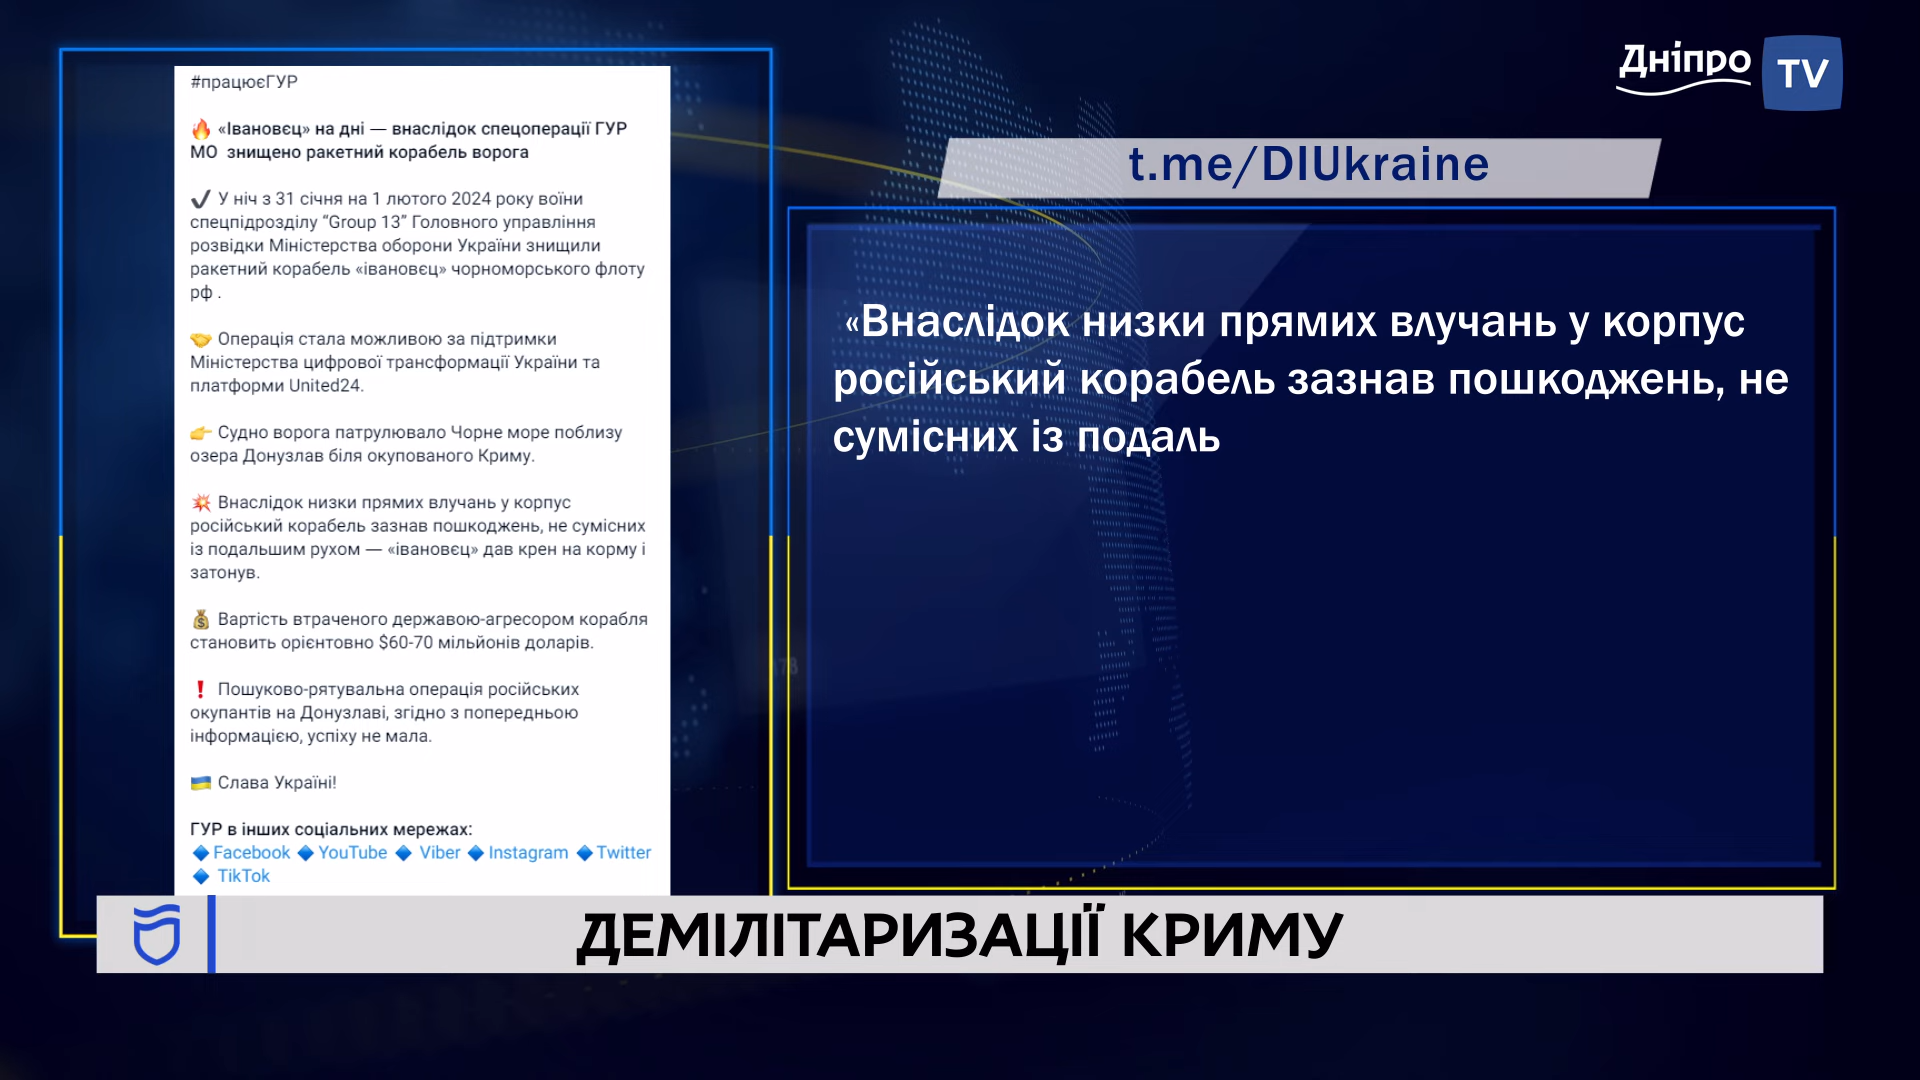 #працюєГУР
🔥 «Івановєц» на дні — внаслідок спецоперації ГУР
МО знищено ракетний корабель ворога
✔️ У ніч з 31 січня на 1 лютого 2024 року воїни
спецпідрозділу “Group 13” Головного управління
розвідки Міністерства оборони України знищили
ракетний корабель «івановєц» чорноморського флоту
рф .
🤝 Операція стала можливою за підтримки
Міністерства цифрової трансформації України та
платформи United24.
👉 Судно ворога патрулювало Чорне море поблизу
озера Донузлав біля окупованого Криму.
💥 Внаслідок низки прямих влучань у корпус
російський корабель зазнав пошкоджень, не сумісних
із подальшим рухом — «івановєц» дав крен на корму і
затонув.
💰 Вартість втраченого державою-агресором корабля
становить орієнтовно $60-70 мільйонів доларів.
❗ Пошуково-рятувальна операція російських
окупантів на Донузлаві, згідно з попередньою
інформацією, успіху не мала.
🇺🇦 Слава Україні!
ГУР в інших соціальних мережах:
🔹Facebook 🔹YouTube 🔹 Viber 🔹Instagram 🔹Twitter
🔹 TikTok
Дніпро TV
t.me/DIUkraine
«Внаслідок низки прямих влучань у корпус
російський корабель зазнав пошкоджень, не
сумісних із подаль
ДЕМІЛІТАРИЗАЦІЇ КРИМУ